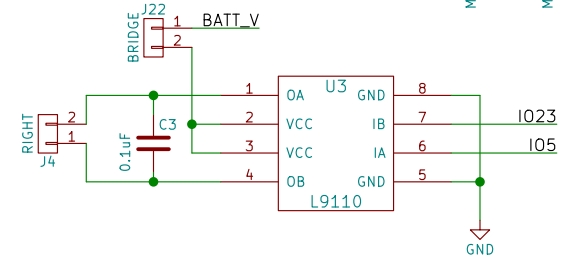 J22
BRIDGE
1
BATT_V
2
U3
1
OA
GND
8
RIGHT
2
1
J4
C3
0.1uF
2
VCC
IB
7
IO23
3
VCC
IA
6
IO5
4
OB
GND
5
L9110
GND